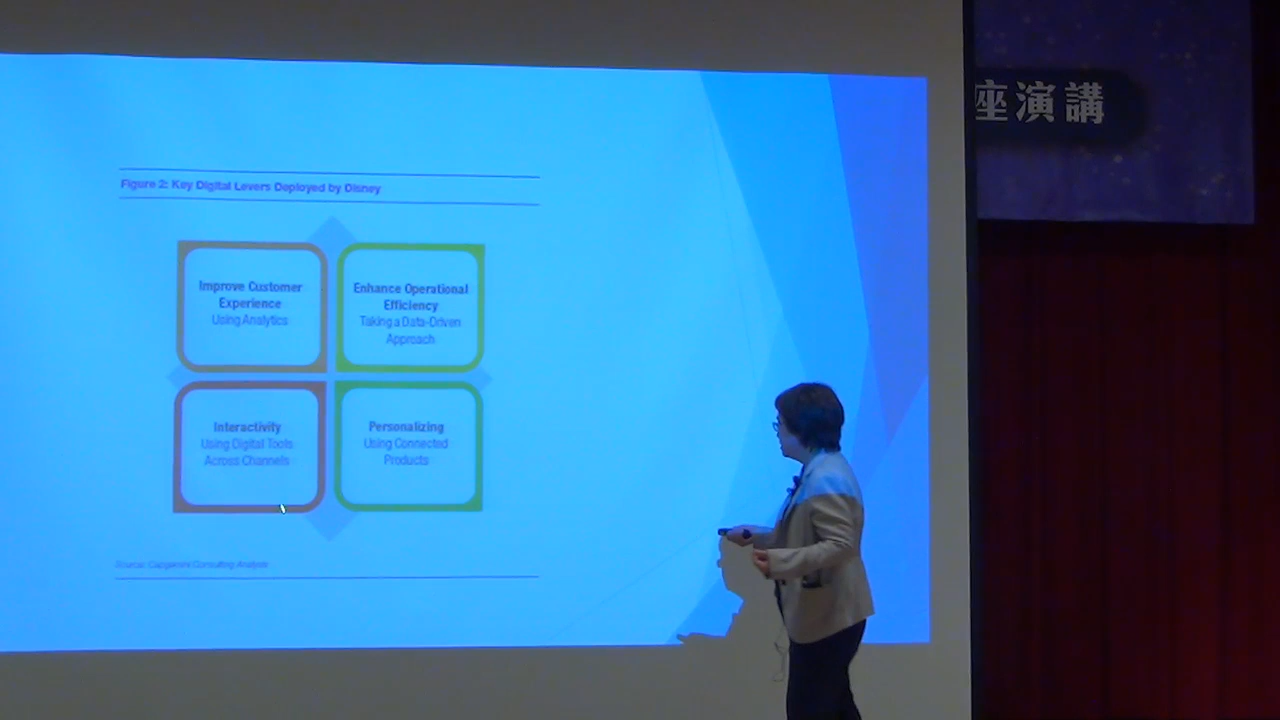 座演講
Figure 2: Key Digital Levers Deployed by Disney
Improve Customer
Experience
Using Analytics
Enhance Operational
Efficiency
Taking a Data-Driven
Approach
Interactivity
Using Digital Tools
Across Channels
Personalizing
Using Connected
Products
Source: Capgemini Consulting Analysis